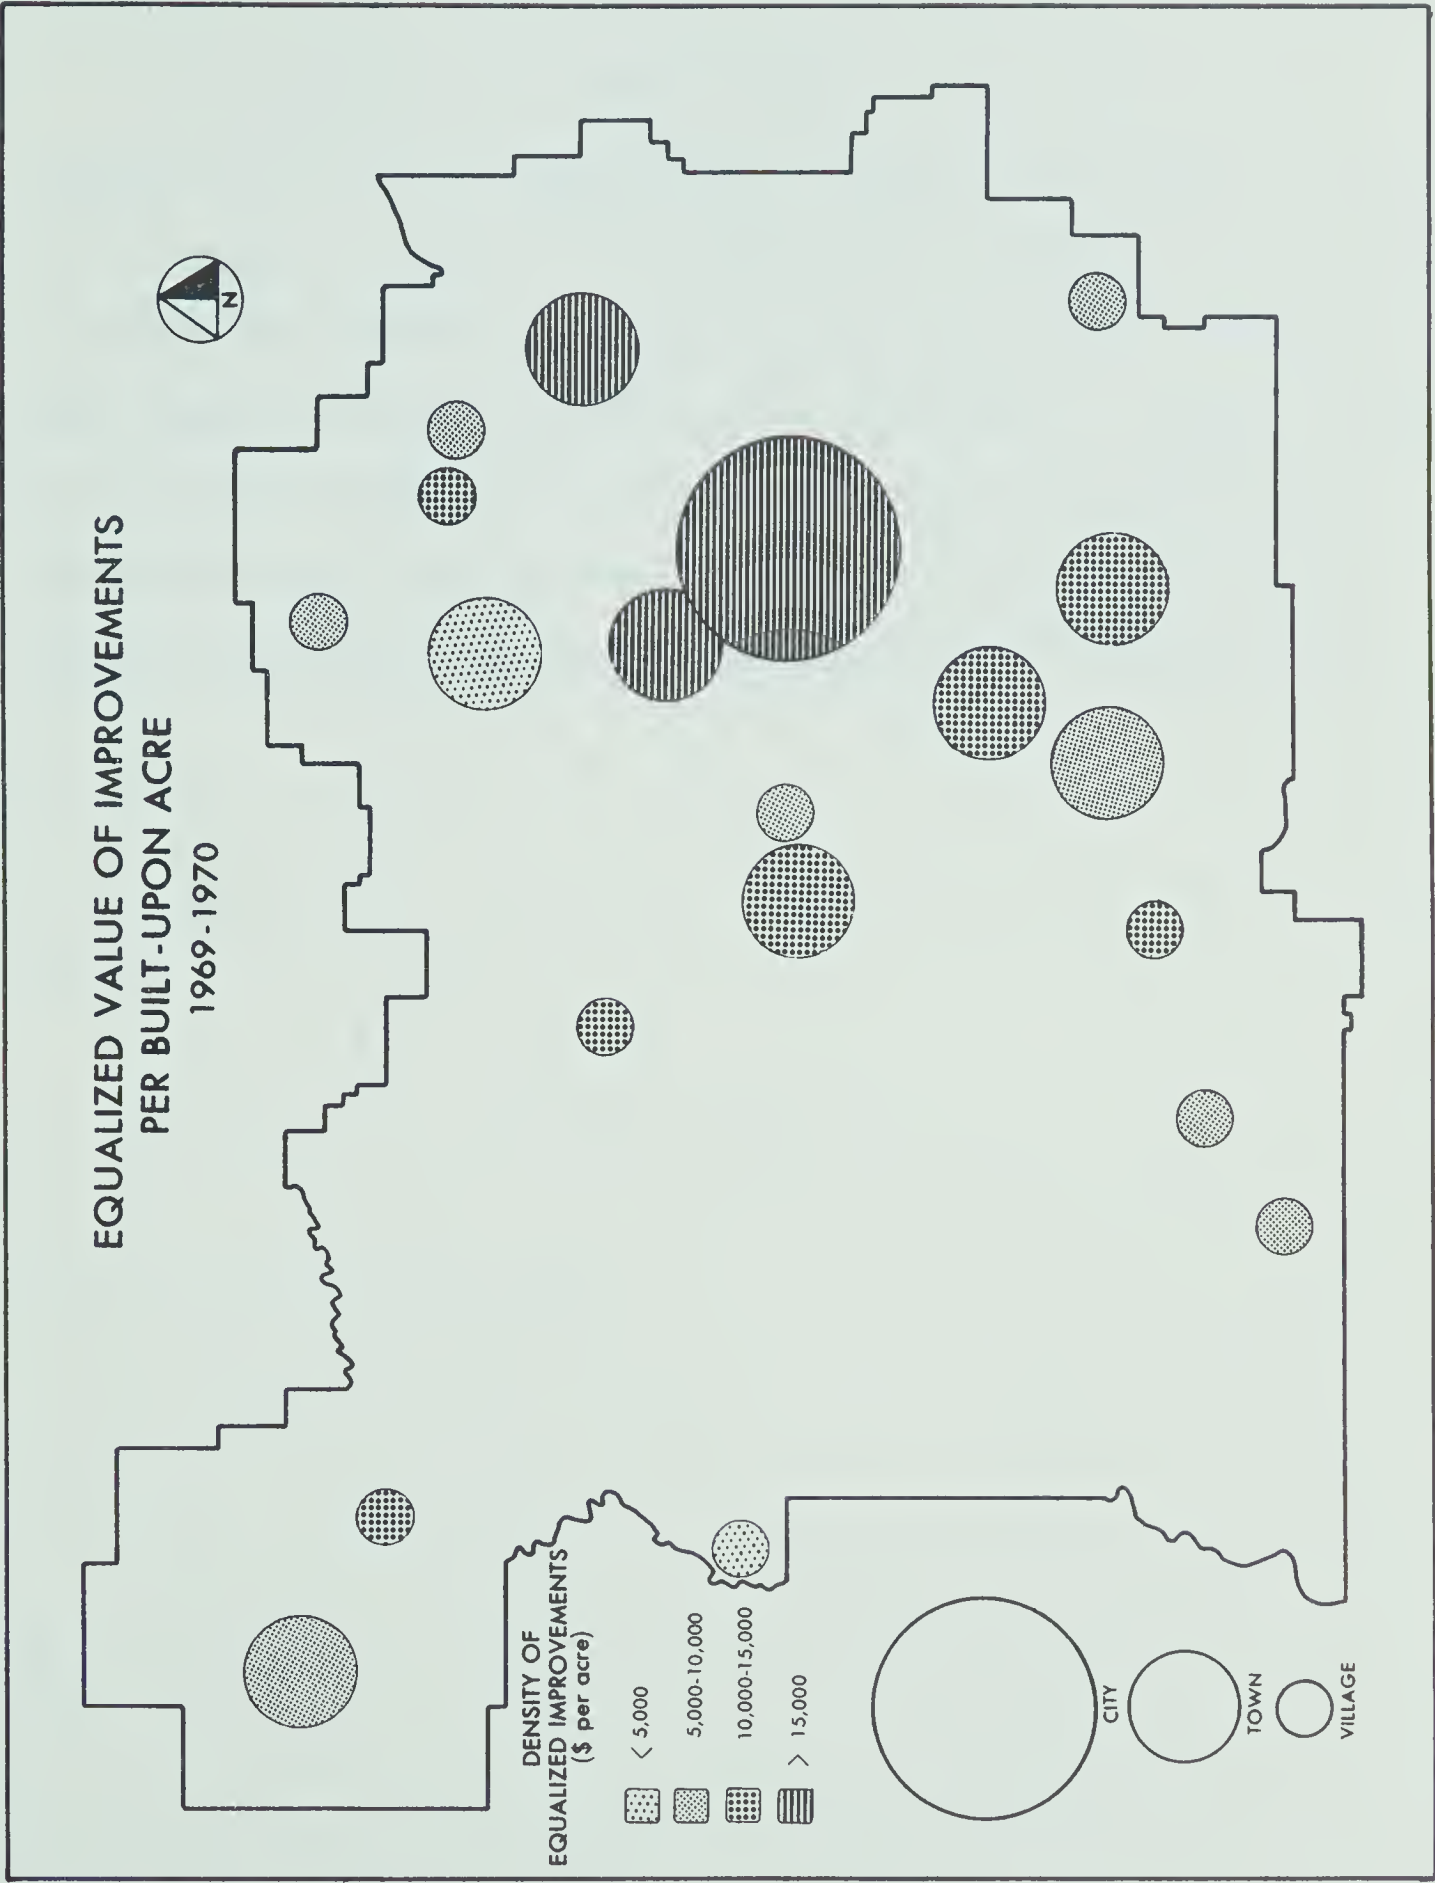 EQUALIZED VALUE OF IMPROVEMENTS
PER BUILT-UPON ACRE
1969-1970
N
DENSITY OF
EQUALIZED IMPROVEMENTS
($ per acre)
< 5,000
5,000-10,000
10,000-15,000
> 15,000
CITY
TOWN
VILLAGE